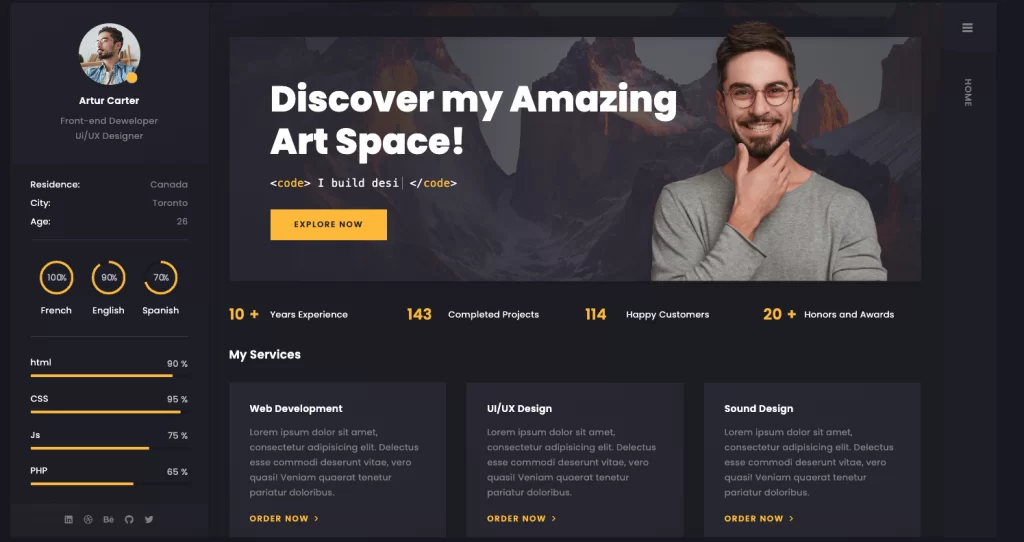 Artur Carter
Front-end Deweloper
Ui/UX Designer
Residence: Canada
City: Toronto
Age: 26
100% 90% 70%
French English Spanish
html 90 %
CSS 95 %
Js 75 %
PHP 65 %
Bē
Discover my Amazing
Art Space!
<code> I build desi| </code>
EXPLORE NOW
10 + Years Experience 143 Completed Projects 114 Happy Customers 20 + Honors and Awards
My Services
Web Development
Lorem ipsum dolor sit amet,
consectetur adipisicing elit. Delectus
esse commodi deserunt vitae, vero
quasi! Veniam quaerat tenetur
pariatur doloribus.
ORDER NOW >
UI/UX Design
Lorem ipsum dolor sit amet,
consectetur adipisicing elit. Delectus
esse commodi deserunt vitae, vero
quasi! Veniam quaerat tenetur
pariatur doloribus.
ORDER NOW >
Sound Design
Lorem ipsum dolor sit amet,
consectetur adipisicing elit. Delectus
esse commodi deserunt vitae, vero
quasi! Veniam quaerat tenetur
pariatur doloribus.
ORDER NOW >
HOME